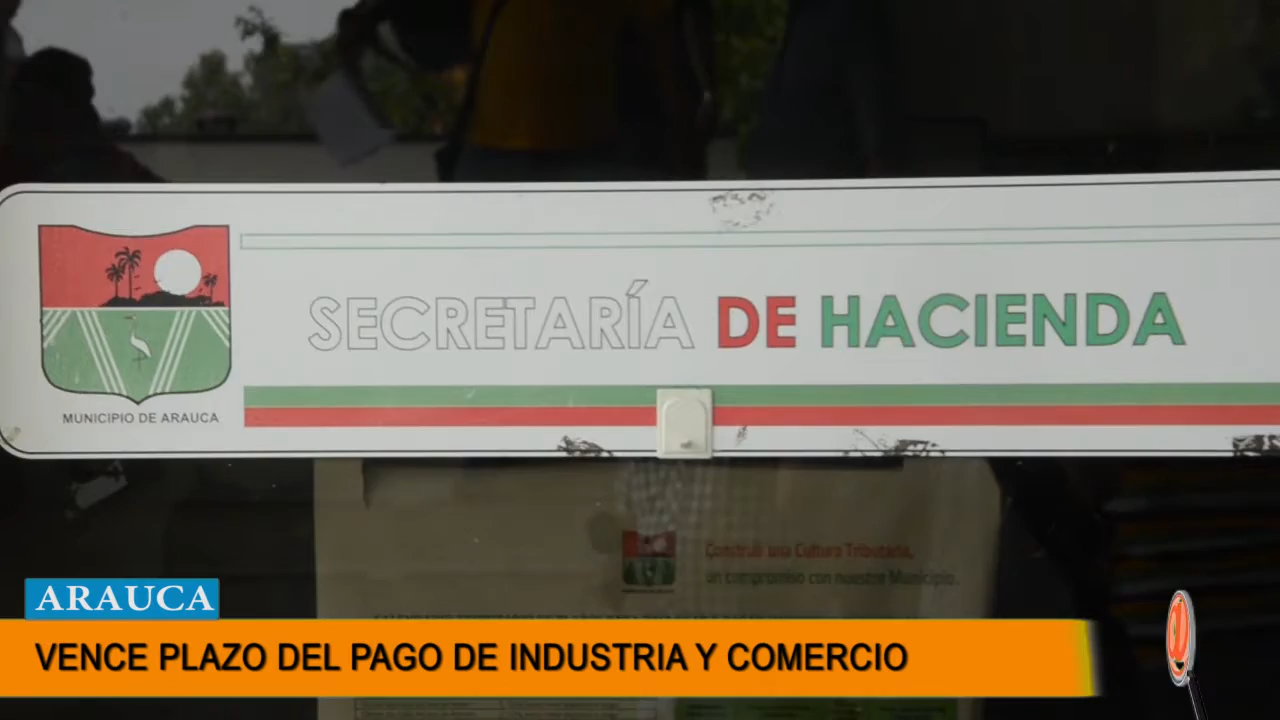 SECRETARÍA DE HACIENDA
MUNICIPIO DE ARAUCA
Construir una Cultura Tributaria,
un compromiso con nuestro Municipio.
ARAUCA
VENCE PLAZO DEL PAGO DE INDUSTRIA Y COMERCIO